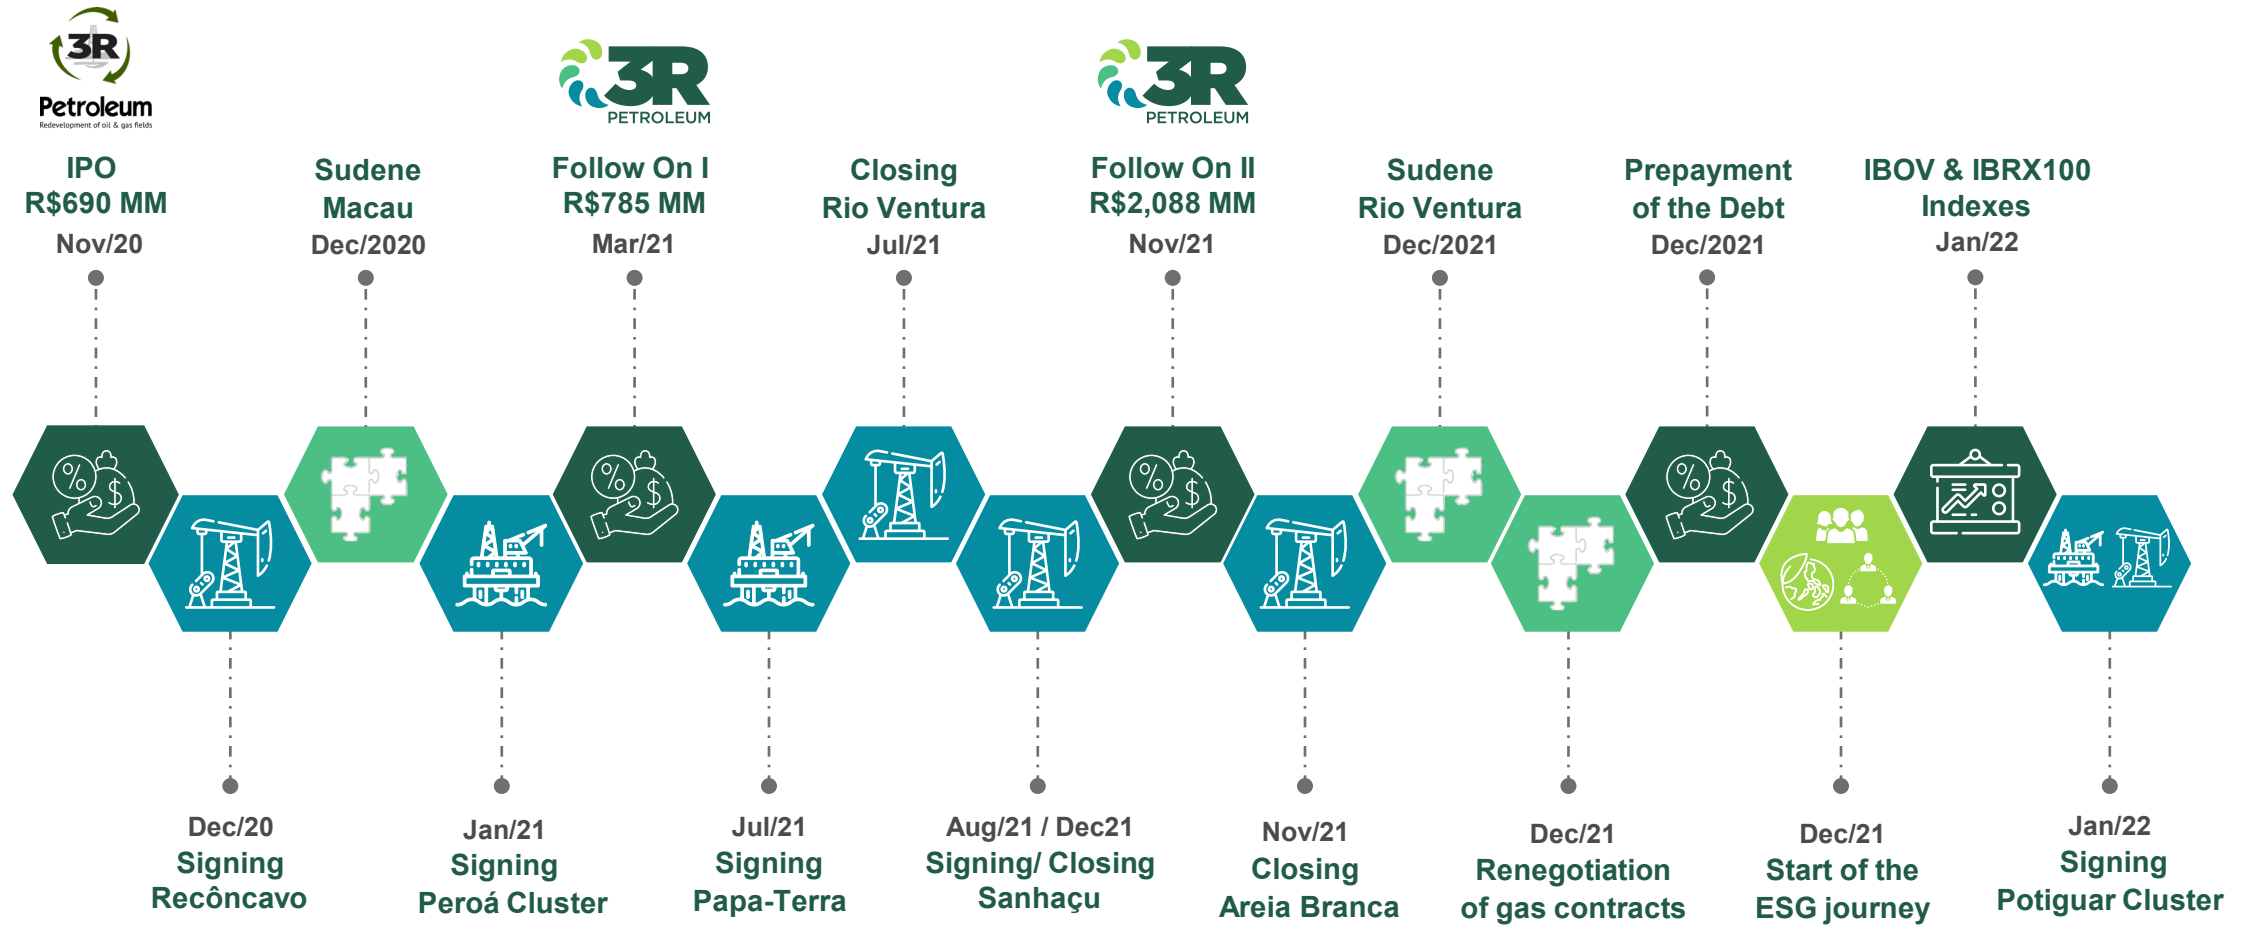 3R
Petroleum
Redevelopment of oil & gas fields
IPO
R$690 MM
Nov/20
Sudene
Macau
Dec/2020
3R
PETROLEUM
Follow On I
R$785 MM
Mar/21
Closing
Rio Ventura
Jul/21
3R
PETROLEUM
Follow On II
R$2,088 MM
Nov/21
Sudene
Rio Ventura
Dec/2021
Prepayment
of the Debt
Dec/2021
IBOV & IBRX100
Indexes
Jan/22
% $
% $
% $
% $
Dec/20
Signing
Recôncavo
Jan/21
Signing
Peroá Cluster
Jul/21
Signing
Papa-Terra
Aug/21 / Dec21
Signing/ Closing
Sanhaçu
Nov/21
Closing
Areia Branca
Dec/21
Renegotiation
of gas contracts
Dec/21
Start of the
ESG journey
Jan/22
Signing
Potiguar Cluster